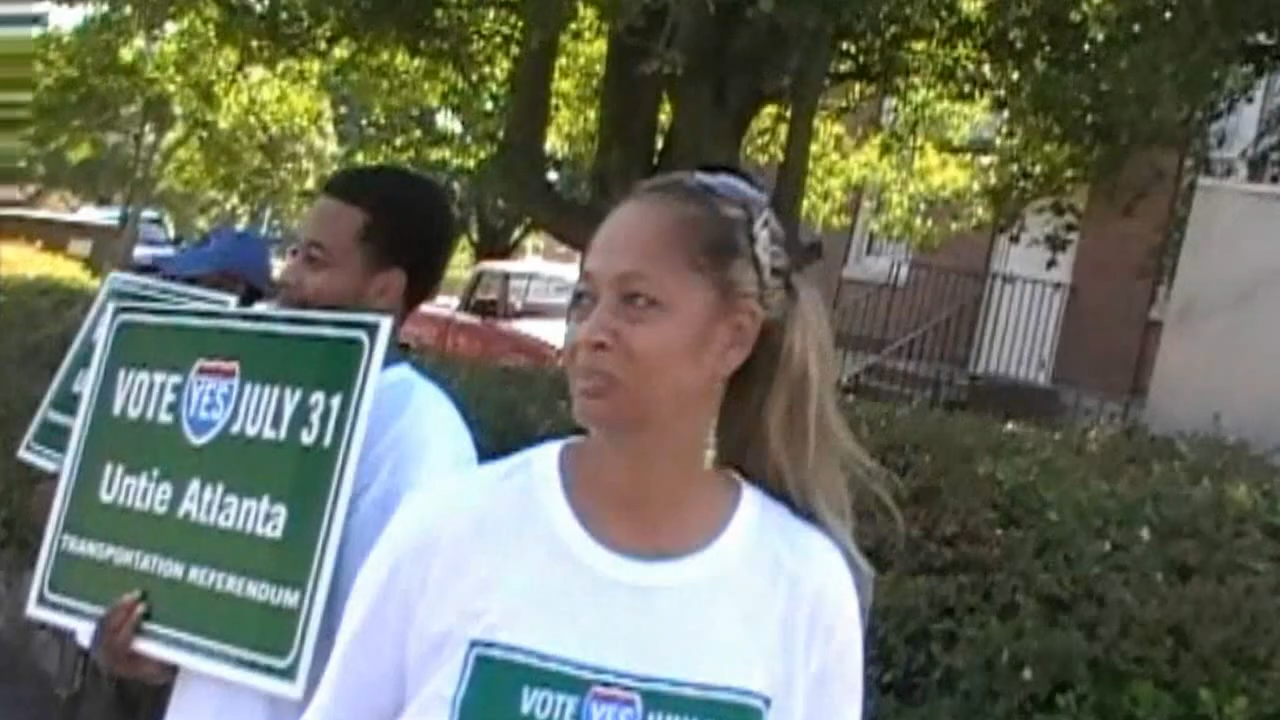 VOTE YES JULY 31
Untie Atlanta
TRANSPORTATION REFERENDUM
VOTE YES